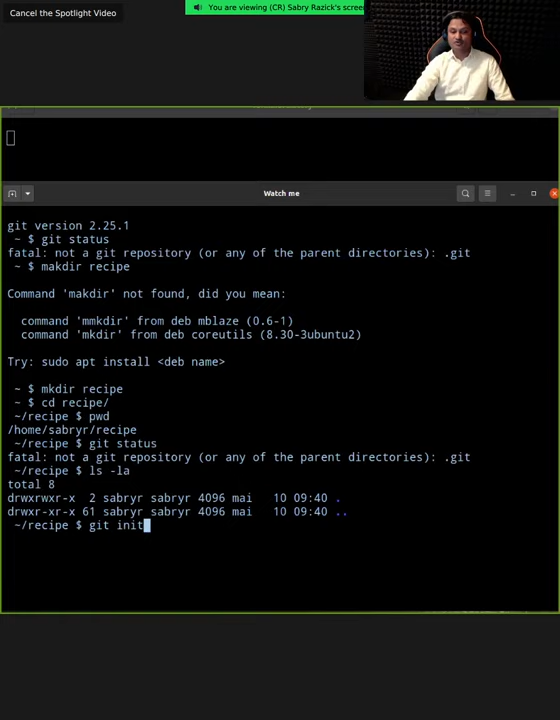 Cancel the Spotlight Video
You are viewing (CR) Sabry Razick's screen
Watch me
git version 2.25.1
~ $ git status
fatal: not a git repository (or any of the parent directories): .git
~ $ makdir recipe
Command 'makdir' not found, did you mean:
command 'mmkdir' from deb mblaze (0.6-1)
command 'mkdir' from deb coreutils (8.30-3ubuntu2)
Try: sudo apt install <deb name>
~ $ mkdir recipe
~ $ cd recipe/
~/recipe $ pwd
/home/sabryr/recipe
~/recipe $ git status
fatal: not a git repository (or any of the parent directories): .git
~/recipe $ ls -la
total 8
drwxrwxr-x 2 sabryr sabryr 4096 mai 10 09:40 .
drwxr-xr-x 61 sabryr sabryr 4096 mai 10 09:40 ..
~/recipe $ git init